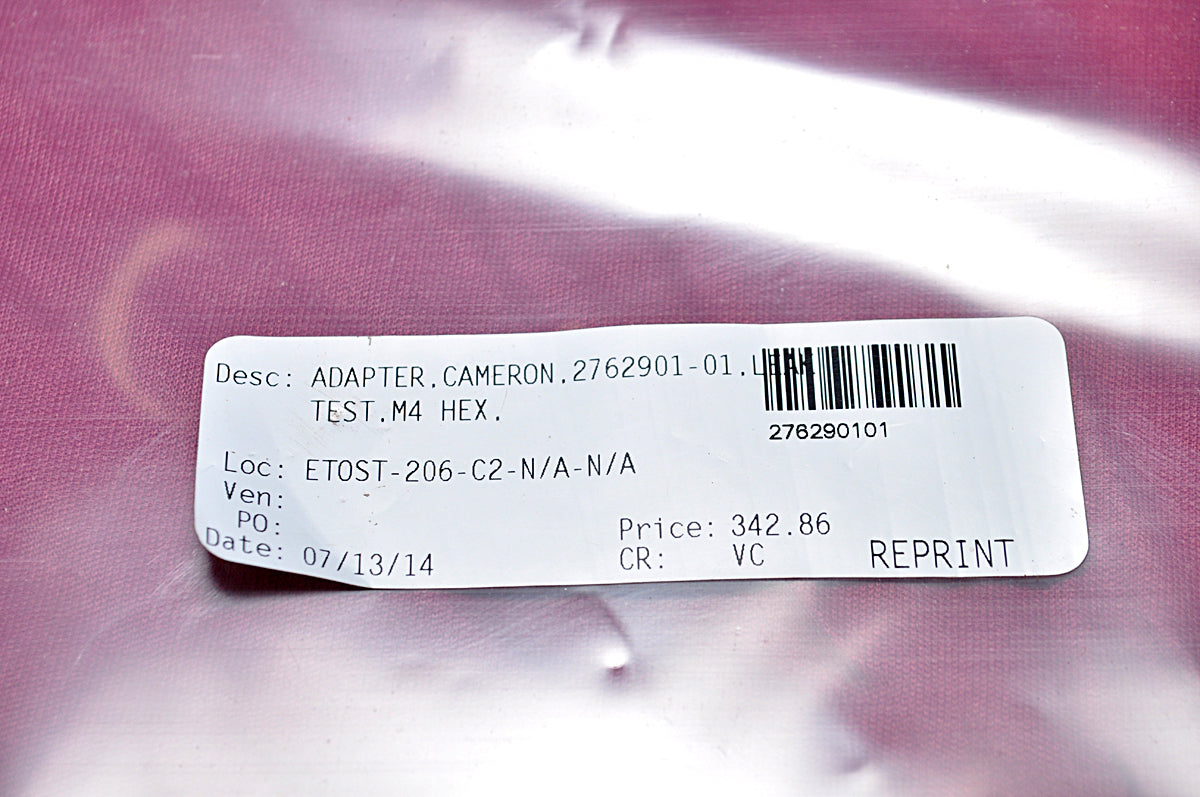 Desc: ADAPTER,CAMERON,2762901-01,LEAK
TEST,M4 HEX,
276290101
Loc: ETOST-206-C2-N/A-N/A
Ven:
PO:
Price: 342.86
Date: 07/13/14
CR: VC
REPRINT